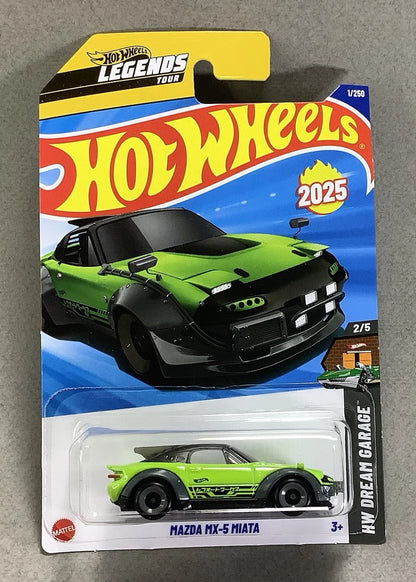 HOT WHEELS
LEGENDS
TOUR
1/250
HOT WHEELS
®
2025
2/5
HW DREAM GARAGE™
MATTEL
MAZDA MX-5 MIATA
3+